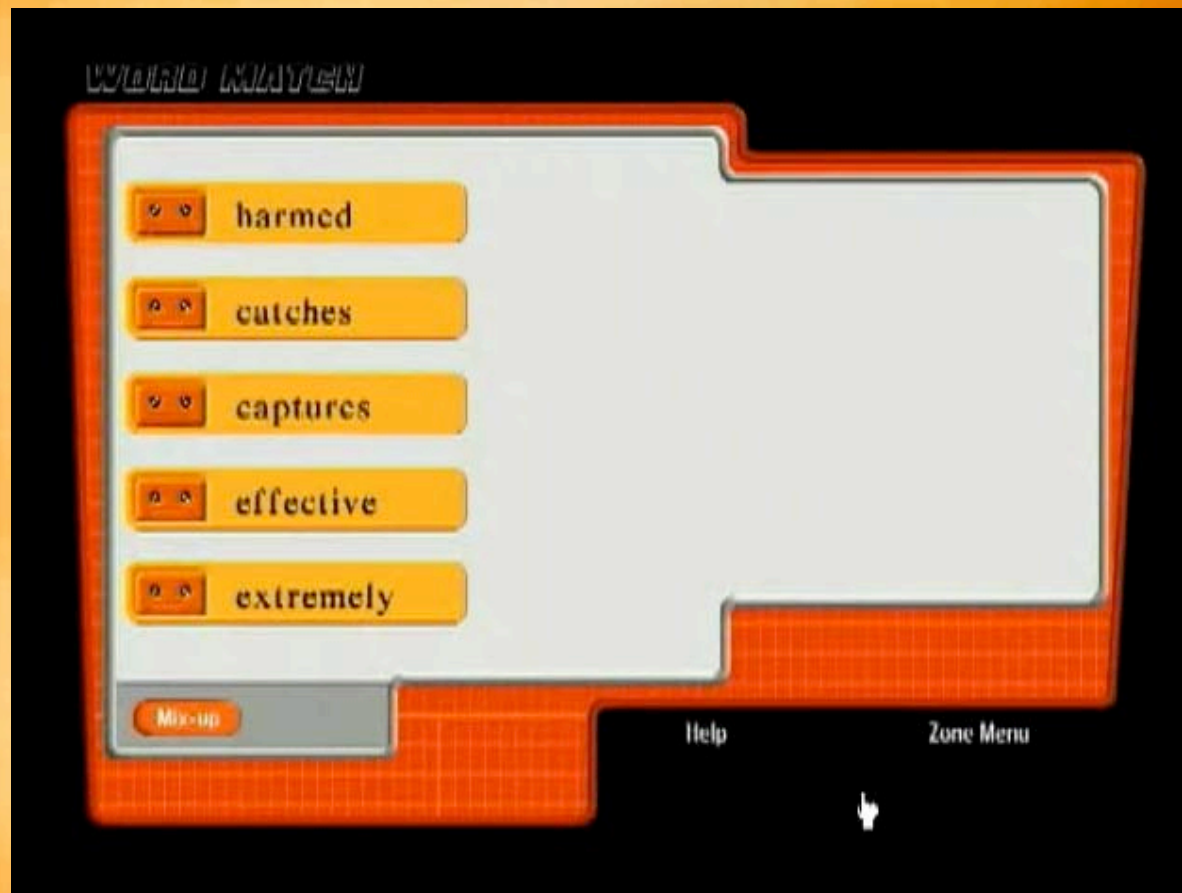 WORD MATCH
harmed
catches
captures
effective
extremely
Mix-up
Help
Zone Menu